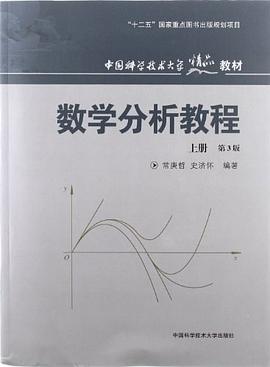 “十二五”国家重点图书出版规划项目
中国科学技术大学 精品 教材
数学分析教程
上册 第3版
常庚哲 史济怀 编著
y
O
x
中国科学技术大学出版社